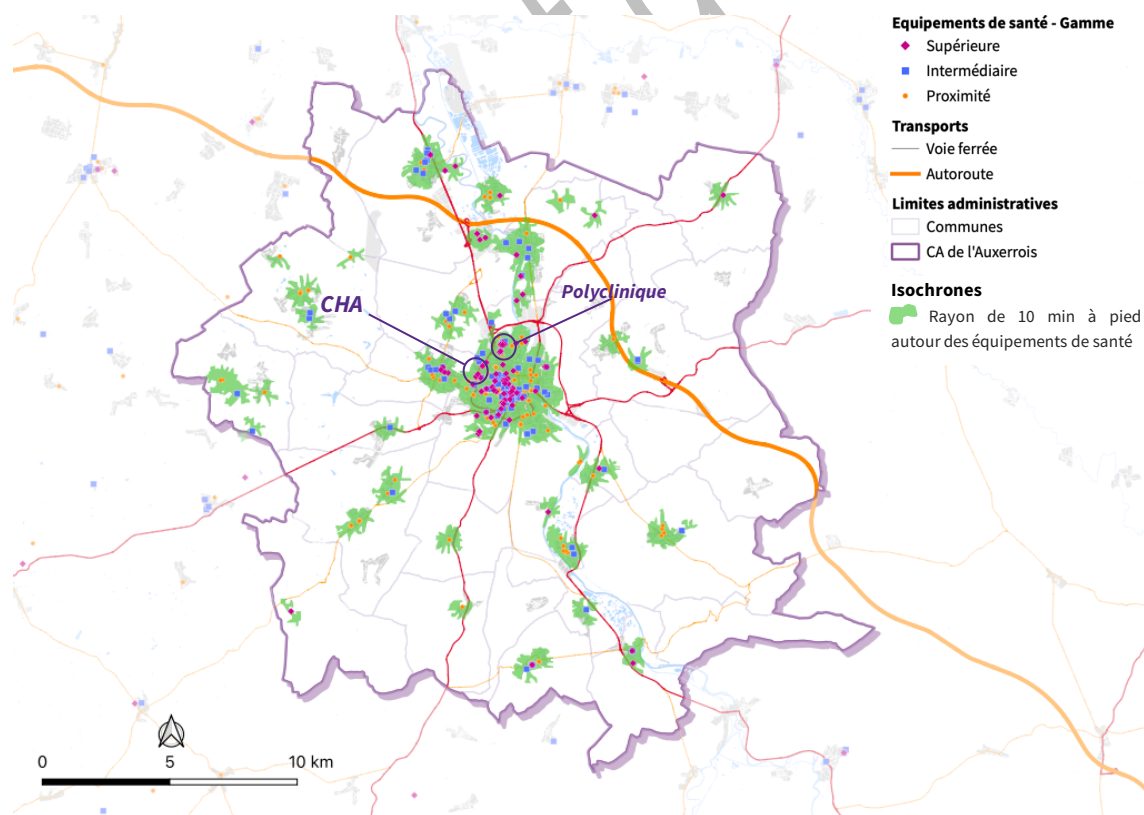 Equipements de santé - Gamme
Supérieure
Intermédiaire
Proximité
Transports
Voie ferrée
Autoroute
Limites administratives
Communes
CA de l'Auxerrois
Isochrones
Rayon de 10 min à pied
autour des équipements de santé
Polyclinique
CHA
0 5 10 km